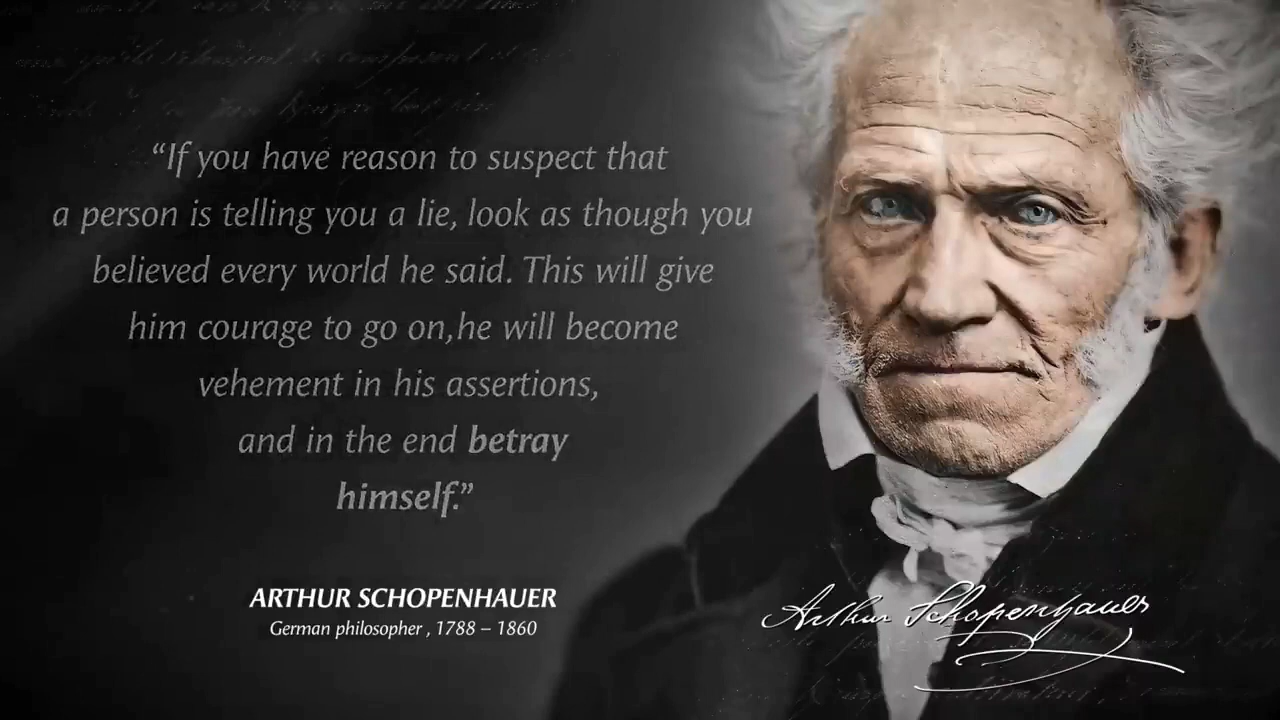 “If you have reason to suspect that
a person is telling you a lie, look as though you
believed every world he said. This will give
him courage to go on,he will become
vehement in his assertions,
and in the end betray
himself.”
ARTHUR SCHOPENHAUER
German philosopher , 1788 – 1860
Arthur Schopenhauer